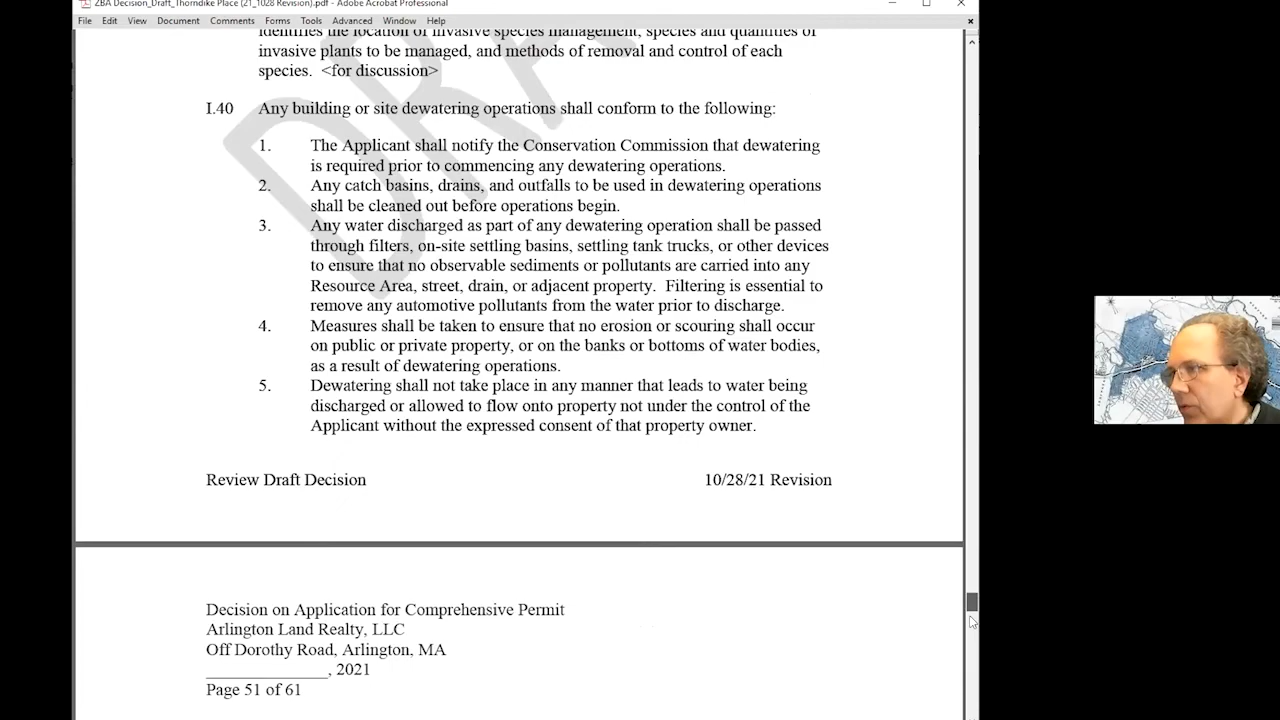 ZBA Decision_Draft_Thorndike Place (21_1028 Revision).pdf - Adobe Acrobat Professional
File Edit View Document Comments Forms Tools Advanced Window Help
identifies the location of invasive species management, species and quantities of
invasive plants to be managed, and methods of removal and control of each
species. <for discussion>
I.40 Any building or site dewatering operations shall conform to the following:
1. The Applicant shall notify the Conservation Commission that dewatering
is required prior to commencing any dewatering operations.
2. Any catch basins, drains, and outfalls to be used in dewatering operations
shall be cleaned out before operations begin.
3. Any water discharged as part of any dewatering operation shall be passed
through filters, on-site settling basins, settling tank trucks, or other devices
to ensure that no observable sediments or pollutants are carried into any
Resource Area, street, drain, or adjacent property. Filtering is essential to
remove any automotive pollutants from the water prior to discharge.
4. Measures shall be taken to ensure that no erosion or scouring shall occur
on public or private property, or on the banks or bottoms of water bodies,
as a result of dewatering operations.
5. Dewatering shall not take place in any manner that leads to water being
discharged or allowed to flow onto property not under the control of the
Applicant without the expressed consent of that property owner.
Review Draft Decision 10/28/21 Revision
Decision on Application for Comprehensive Permit
Arlington Land Realty, LLC
Off Dorothy Road, Arlington, MA
_______________, 2021
Page 51 of 61